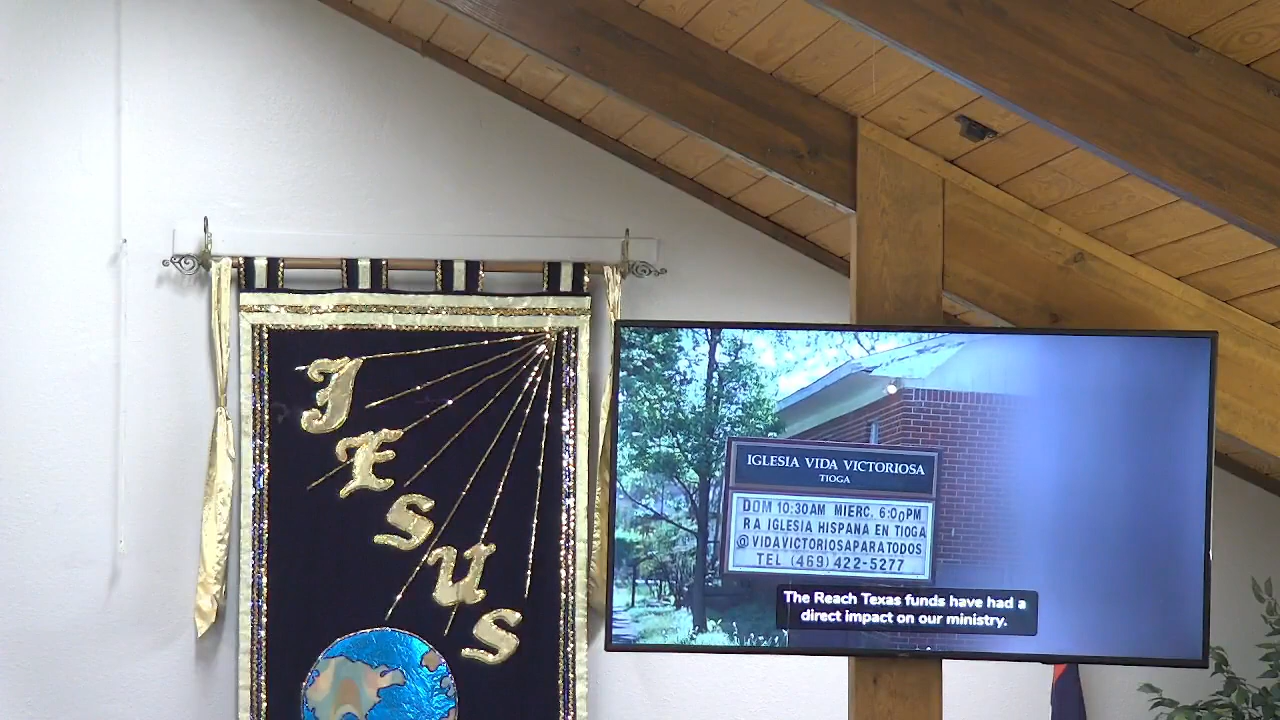 JESUS
IGLESIA VIDA VICTORIOSA
TIOGA
DOM 10:30AM MIERC. 6:00PM
RA IGLESIA HISPANA EN TIOGA
@VIDAVICTORIOSAPARATODOS
TEL (469) 422-5277
The Reach Texas funds have had a
direct impact on our ministry.